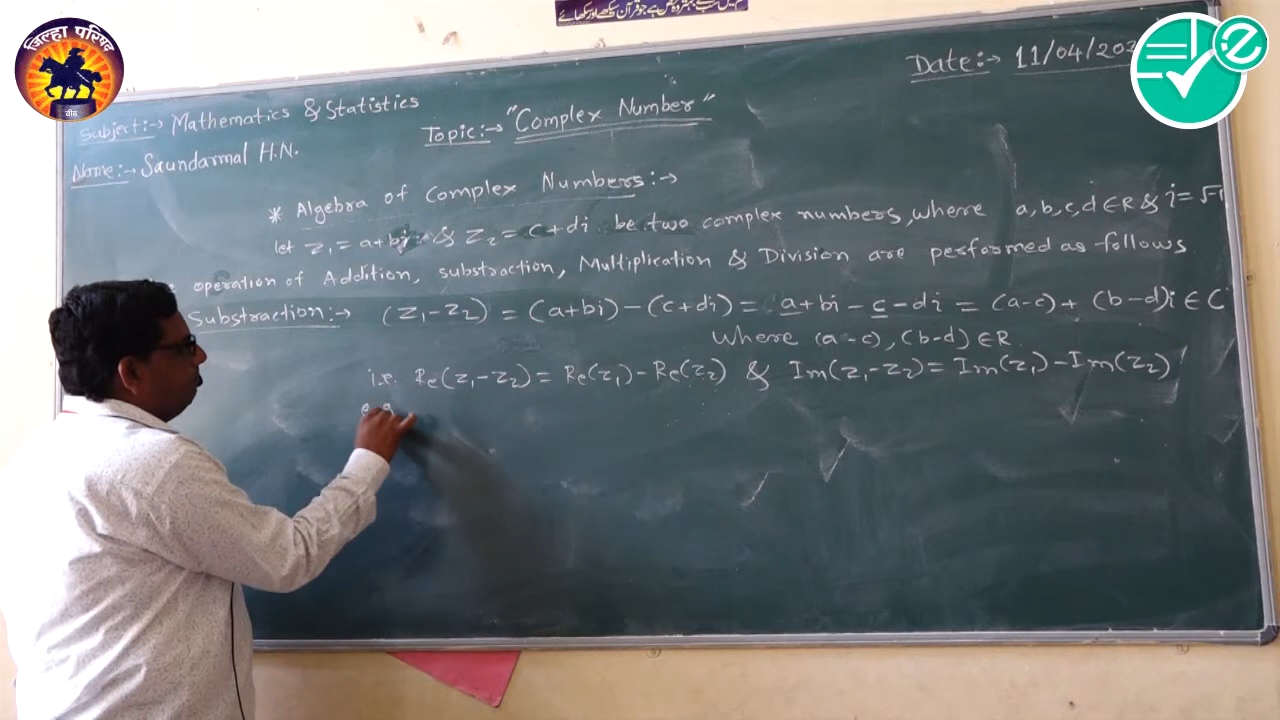 जिल्हा परिषद
बीड
Date:→ 11/04/202
Subject:→ Mathematics & Statistics
Topic:→ "Complex Number"
Name:→ Saundarmal H.N.
* Algebra of Complex Numbers:→
let z₁ = a+bi & z₂ = c+di be two complex numbers, where a,b,c,d ∈R & i=√-1
operation of Addition, substraction, Multiplication & Division are performed as follows
Substraction:→ (z₁-z₂) = (a+bi)-(c+di) = a+bi-c-di = (a-c)+(b-d)i ∈ C
Where (a-c),(b-d)∈R.
i.e. Re(z₁-z₂)= Re(z₁)-Re(z₂) & Im(z₁-z₂)= Im(z₁)-Im(z₂)
e.g